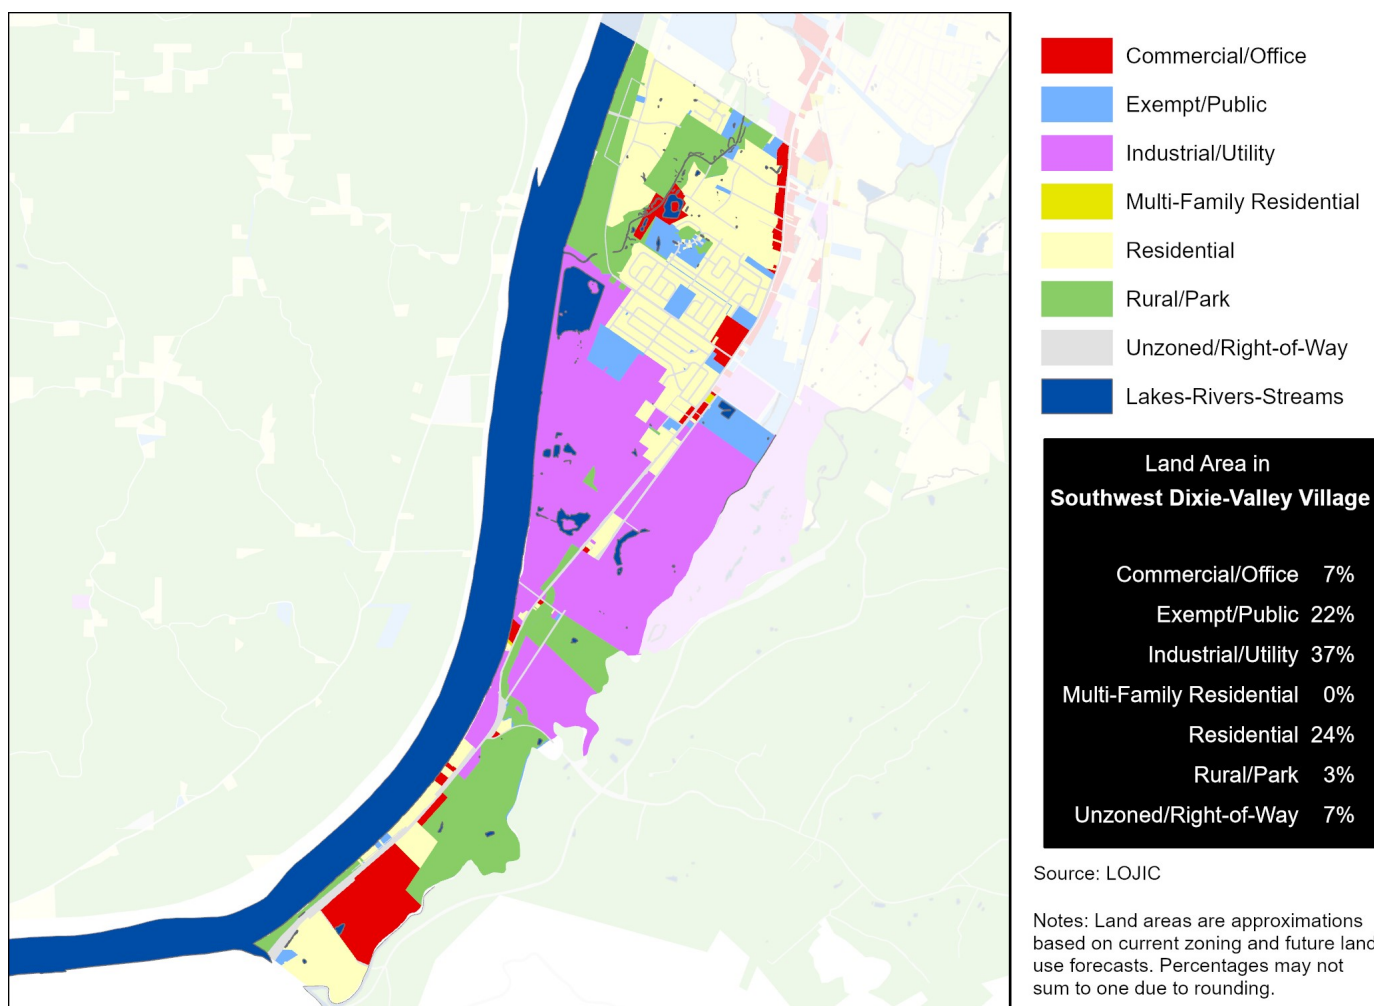 Commercial/Office
Exempt/Public
Industrial/Utility
Multi-Family Residential
Residential
Rural/Park
Unzoned/Right-of-Way
Lakes-Rivers-Streams
Land Area in
Southwest Dixie-Valley Village
Commercial/Office 7%
Exempt/Public 22%
Industrial/Utility 37%
Multi-Family Residential 0%
Residential 24%
Rural/Park 3%
Unzoned/Right-of-Way 7%
Source: LOJIC
Notes: Land areas are approximations
based on current zoning and future land
use forecasts. Percentages may not
sum to one due to rounding.